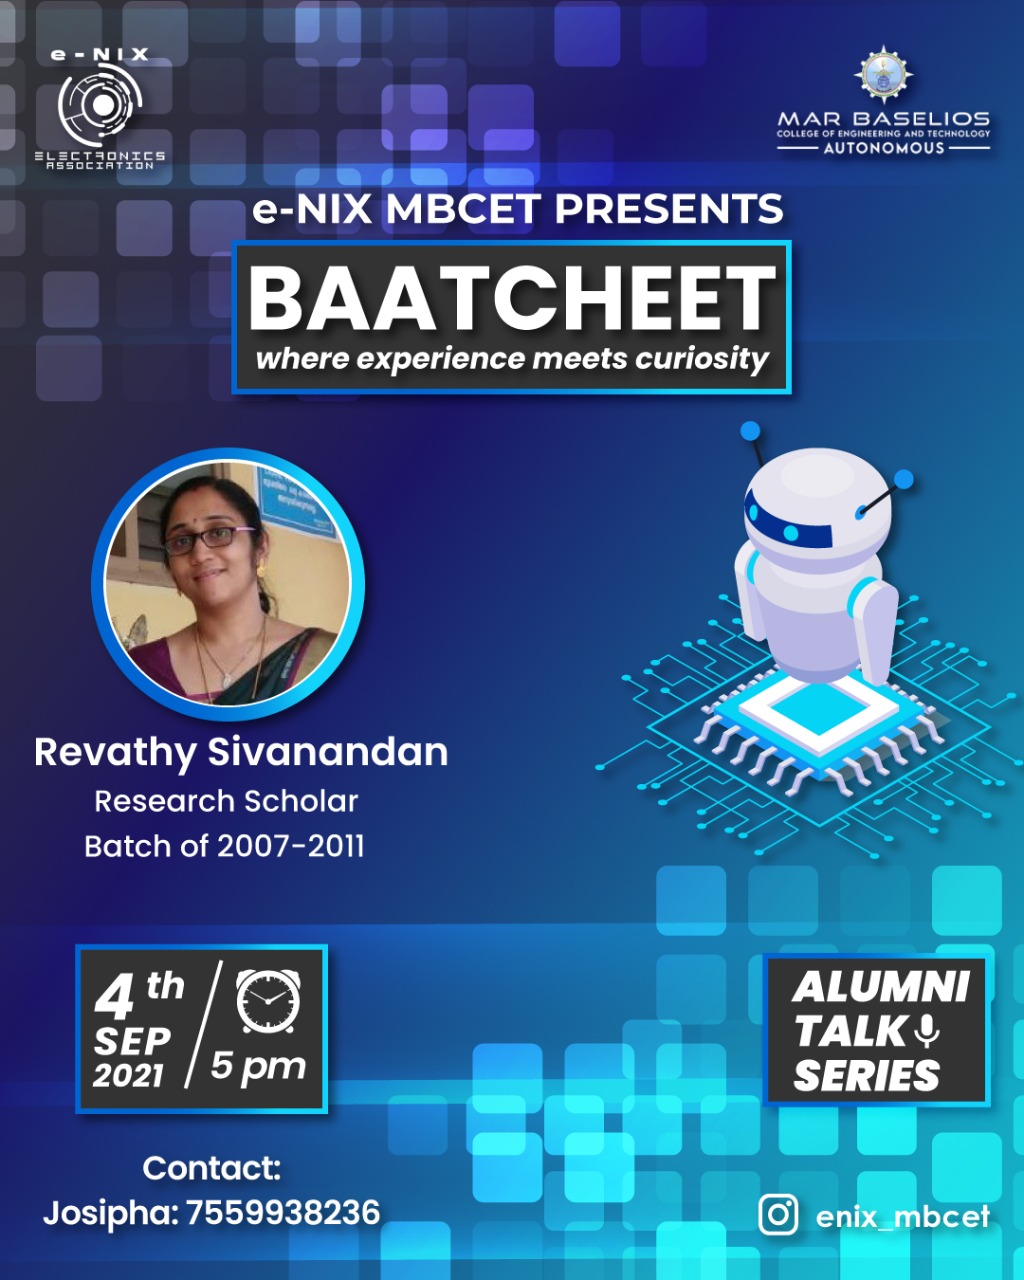 e-NIX
ELECTRONICS
ASSOCIATION
MAR BASELIOS
COLLEGE OF ENGINEERING AND TECHNOLOGY
AUTONOMOUS
e-NIX MBCET PRESENTS
BAATCHEET
where experience meets curiosity
Revathy Sivanandan
Research Scholar
Batch of 2007-2011
4th
SEP
2021
5 pm
ALUMNI
TALK
SERIES
Contact:
Josipha: 7559938236
enix_mbcet